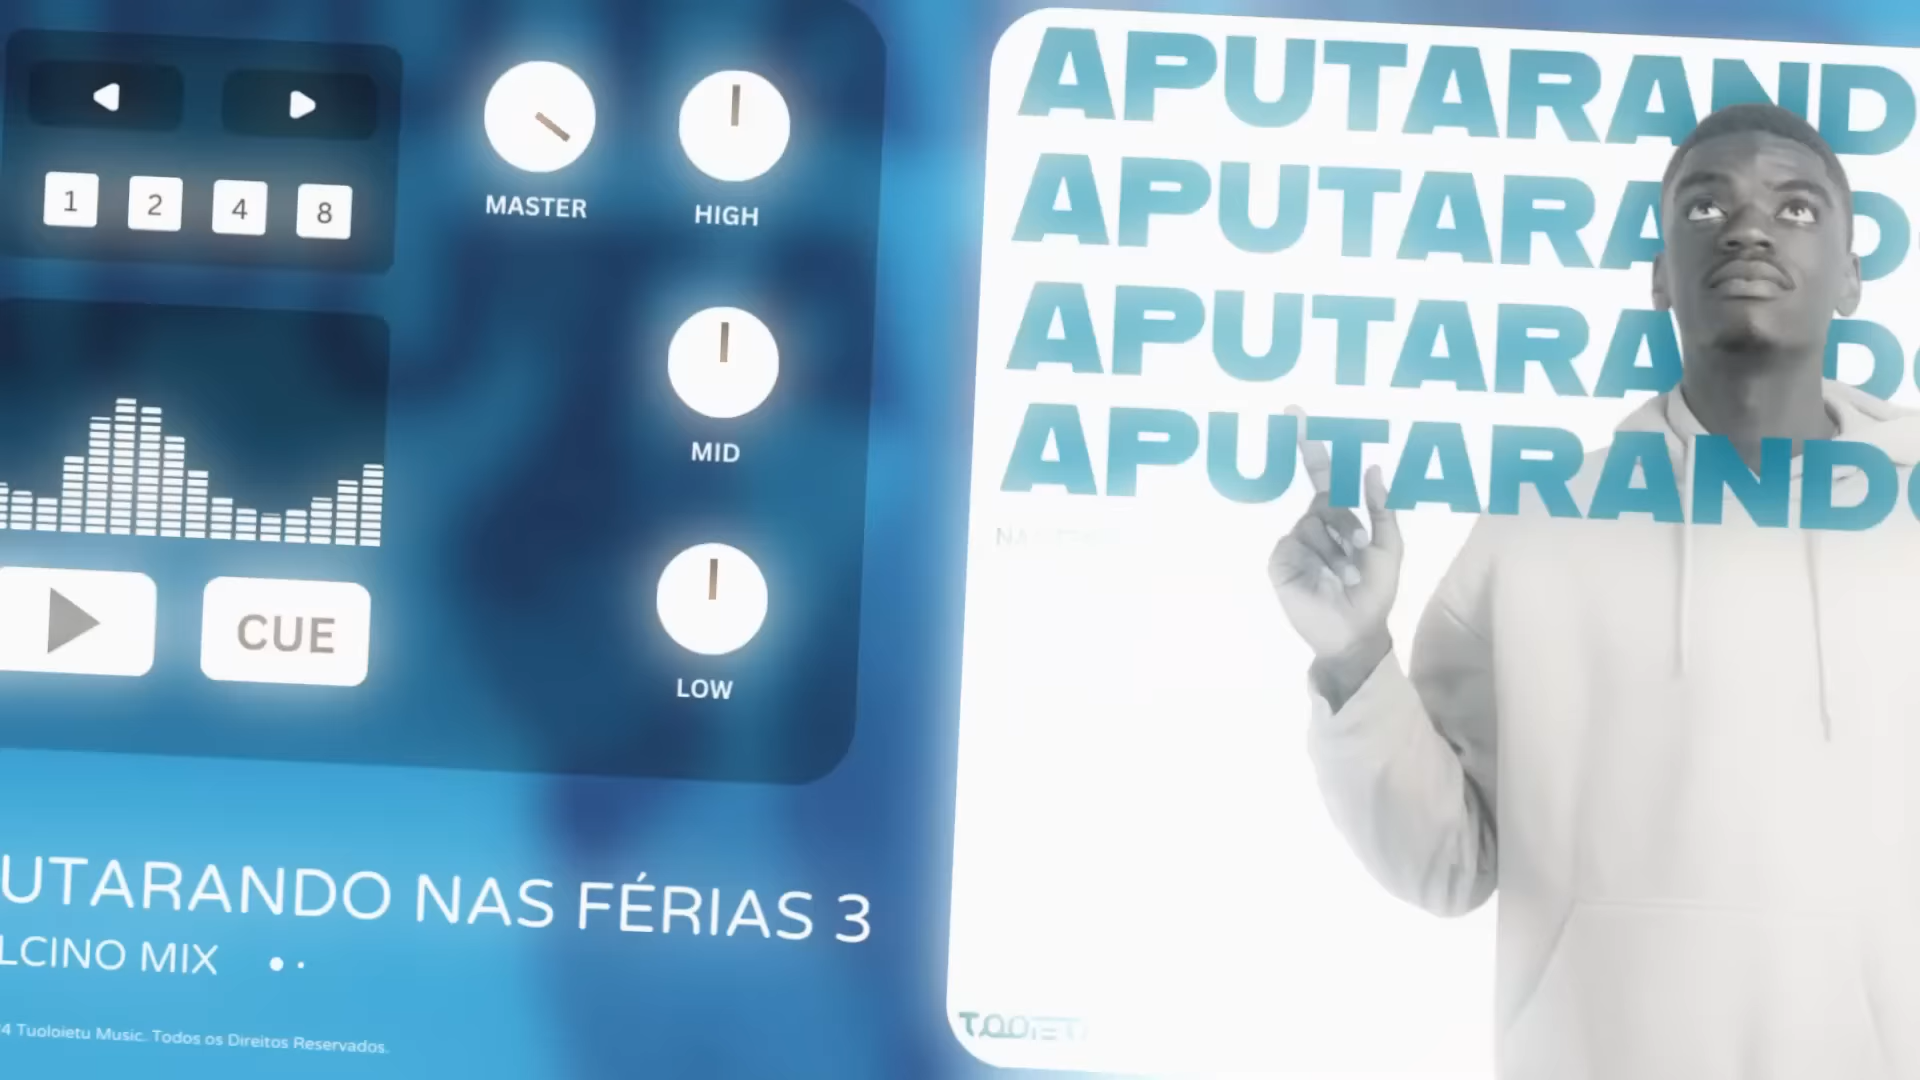 1 2 4 8
MASTER
HIGH
MID
LOW
CUE
UTARANDO NAS FÉRIAS 3
LCINO MIX
4 Tuoloietu Music. Todos os Direitos Reservados.
APUTARAND
APUTARA
APUTARA
APUTARANDO